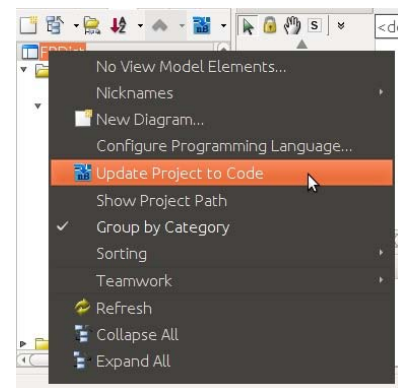 S
<d
No View Model Elements...
Nicknames
New Diagram...
Configure Programming Language...
Update Project to Code
Show Project Path
Group by Category
Sorting
Teamwork
Refresh
Collapse All
Expand All